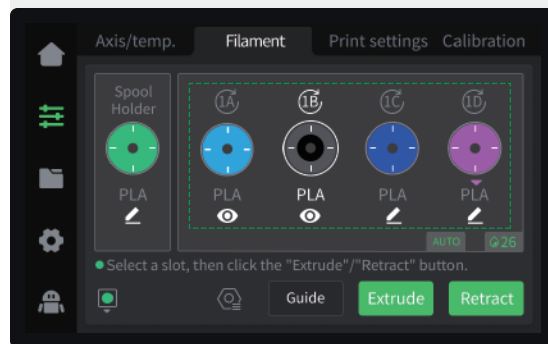 Axis/temp. Filament Print settings Calibration
Spool
Holder
1A 1B 1C 1D
PLA PLA PLA PLA PLA
AUTO 26
Select a slot, then click the "Extrude"/"Retract" button.
Guide Extrude Retract